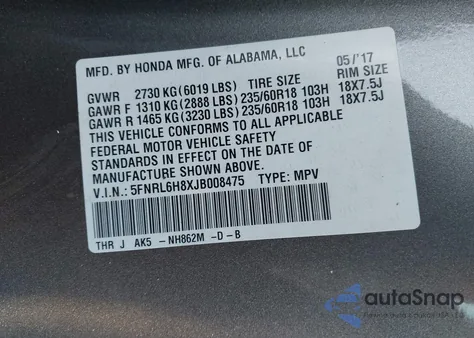 MFD. BY HONDA MFG. OF ALABAMA, LLC
05/'17
GVWR 2730 KG(6019 LBS) TIRE SIZE RIM SIZE
GAWR F 1310 KG(2888 LBS)235/60R18 103H 18X7.5J
GAWR R 1465 KG(3230 LBS)235/60R18 103H 18X7.5J
THIS VEHICLE CONFORMS TO ALL APPLICABLE
FEDERAL MOTOR VEHICLE SAFETY
STANDARDS IN EFFECT ON THE DATE OF
MANUFACTURE SHOWN ABOVE.
V.I.N.: 5FNRL6H8XJB008475 TYPE: MPV
THR J AK5 -NH862M -D-B
autoSnap